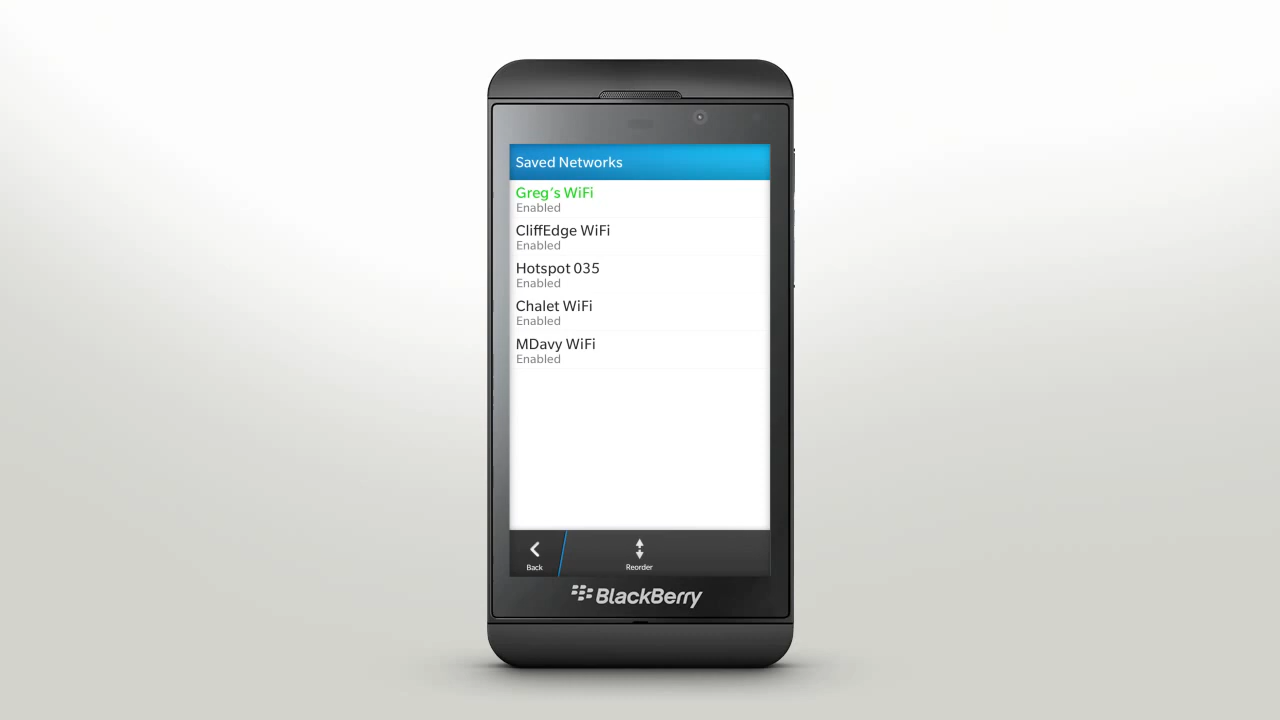 Saved Networks
Greg's WiFi
Enabled
CliffEdge WiFi
Enabled
Hotspot 035
Enabled
Chalet WiFi
Enabled
MDavy WiFi
Enabled
Back
Reorder
BlackBerry